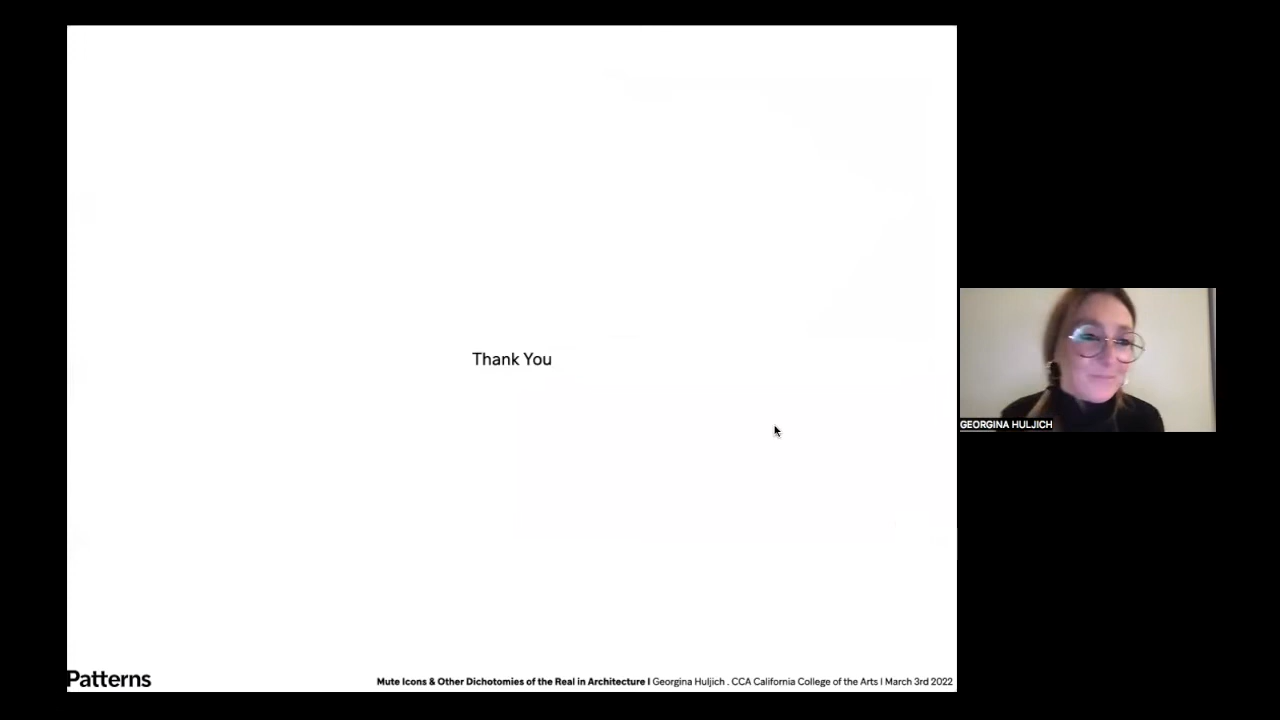 Thank You
GEORGINA HULJICH
Patterns
Mute Icons & Other Dichotomies of the Real in Architecture I Georgina Huljich . CCA California College of the Arts I March 3rd 2022